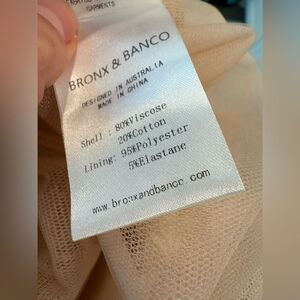 GARMENTS
BRONX & BANCO
DESIGNED IN AUSTRALIA
MADE IN CHINA
Shell : 80%Viscose
20%Cotton
Lining: 95%Polyester
5%Elastane
www.bronxandbanco.com